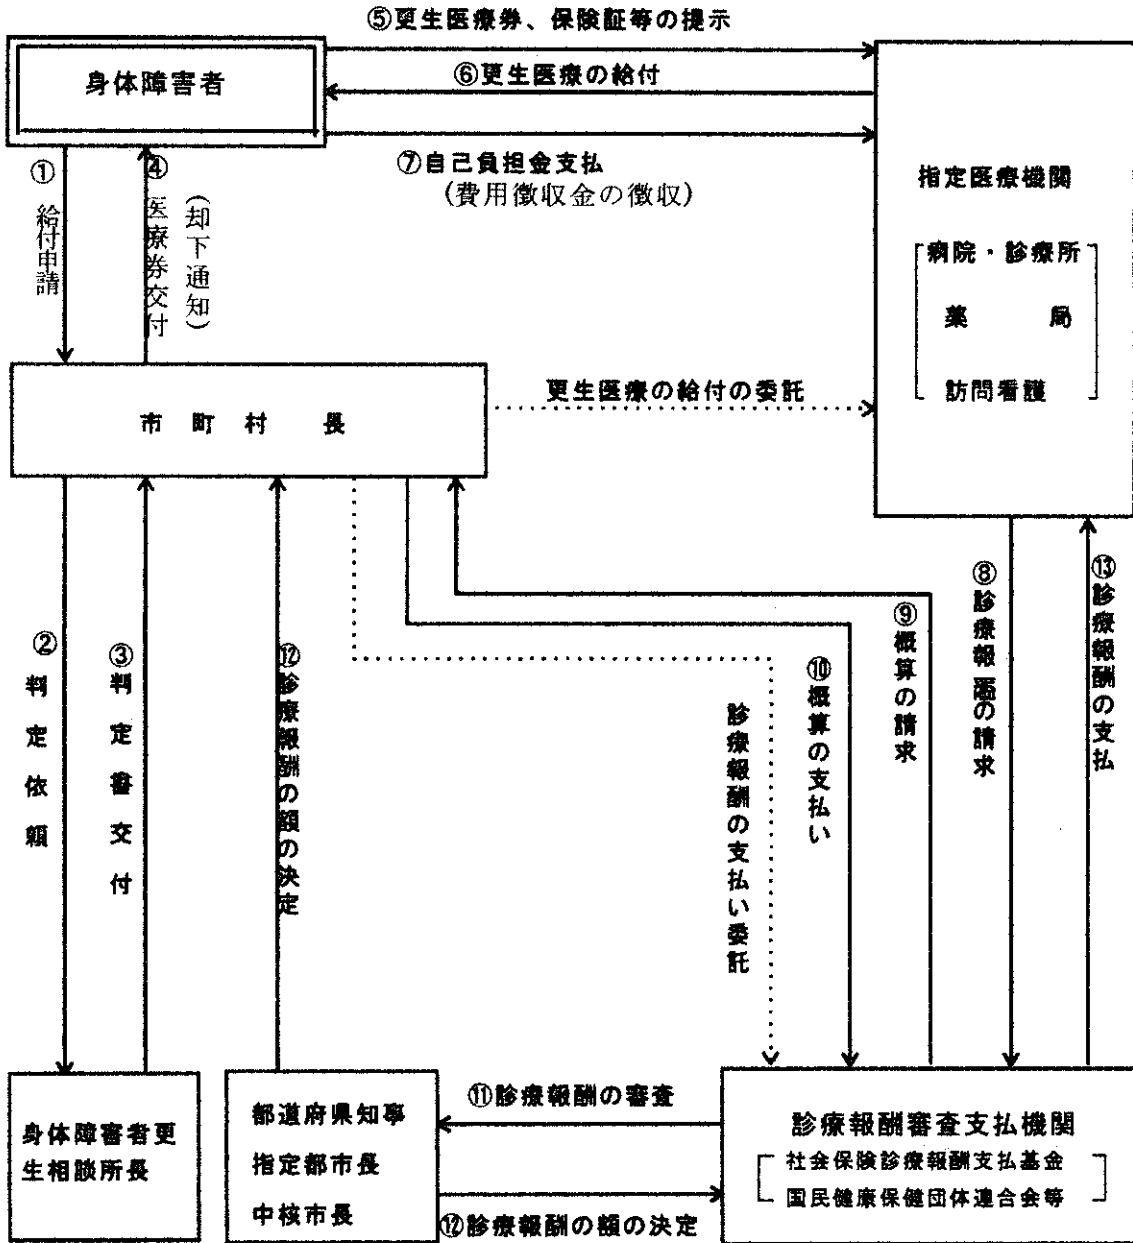 ⑤更生医療券、保険証等の提示
身体障害者
⑥更生医療の給付
⑦自己負担金支払
(費用徴収金の徴収)
①給付申請
④医療券交付
(却下通知)
指定医療機関
病院・診療所
薬 局
訪問看護
市 町 村 長
更生医療の給付の委託
②判定依頼
③判定書交付
⑫診療報酬の額の決定
診療報酬の支払い委託
⑩概算の支払い
⑨概算の請求
⑧診療報の請求
⑬診療報酬の支払
身体障害者更
生相談所長
都道府県知事
指定都市長
中核市長
⑪診療報酬の審査
⑫診療報酬の額の決定
診療報酬審査支払機関
社会保険診療報酬支払基金
国民健康保健団体連合会等